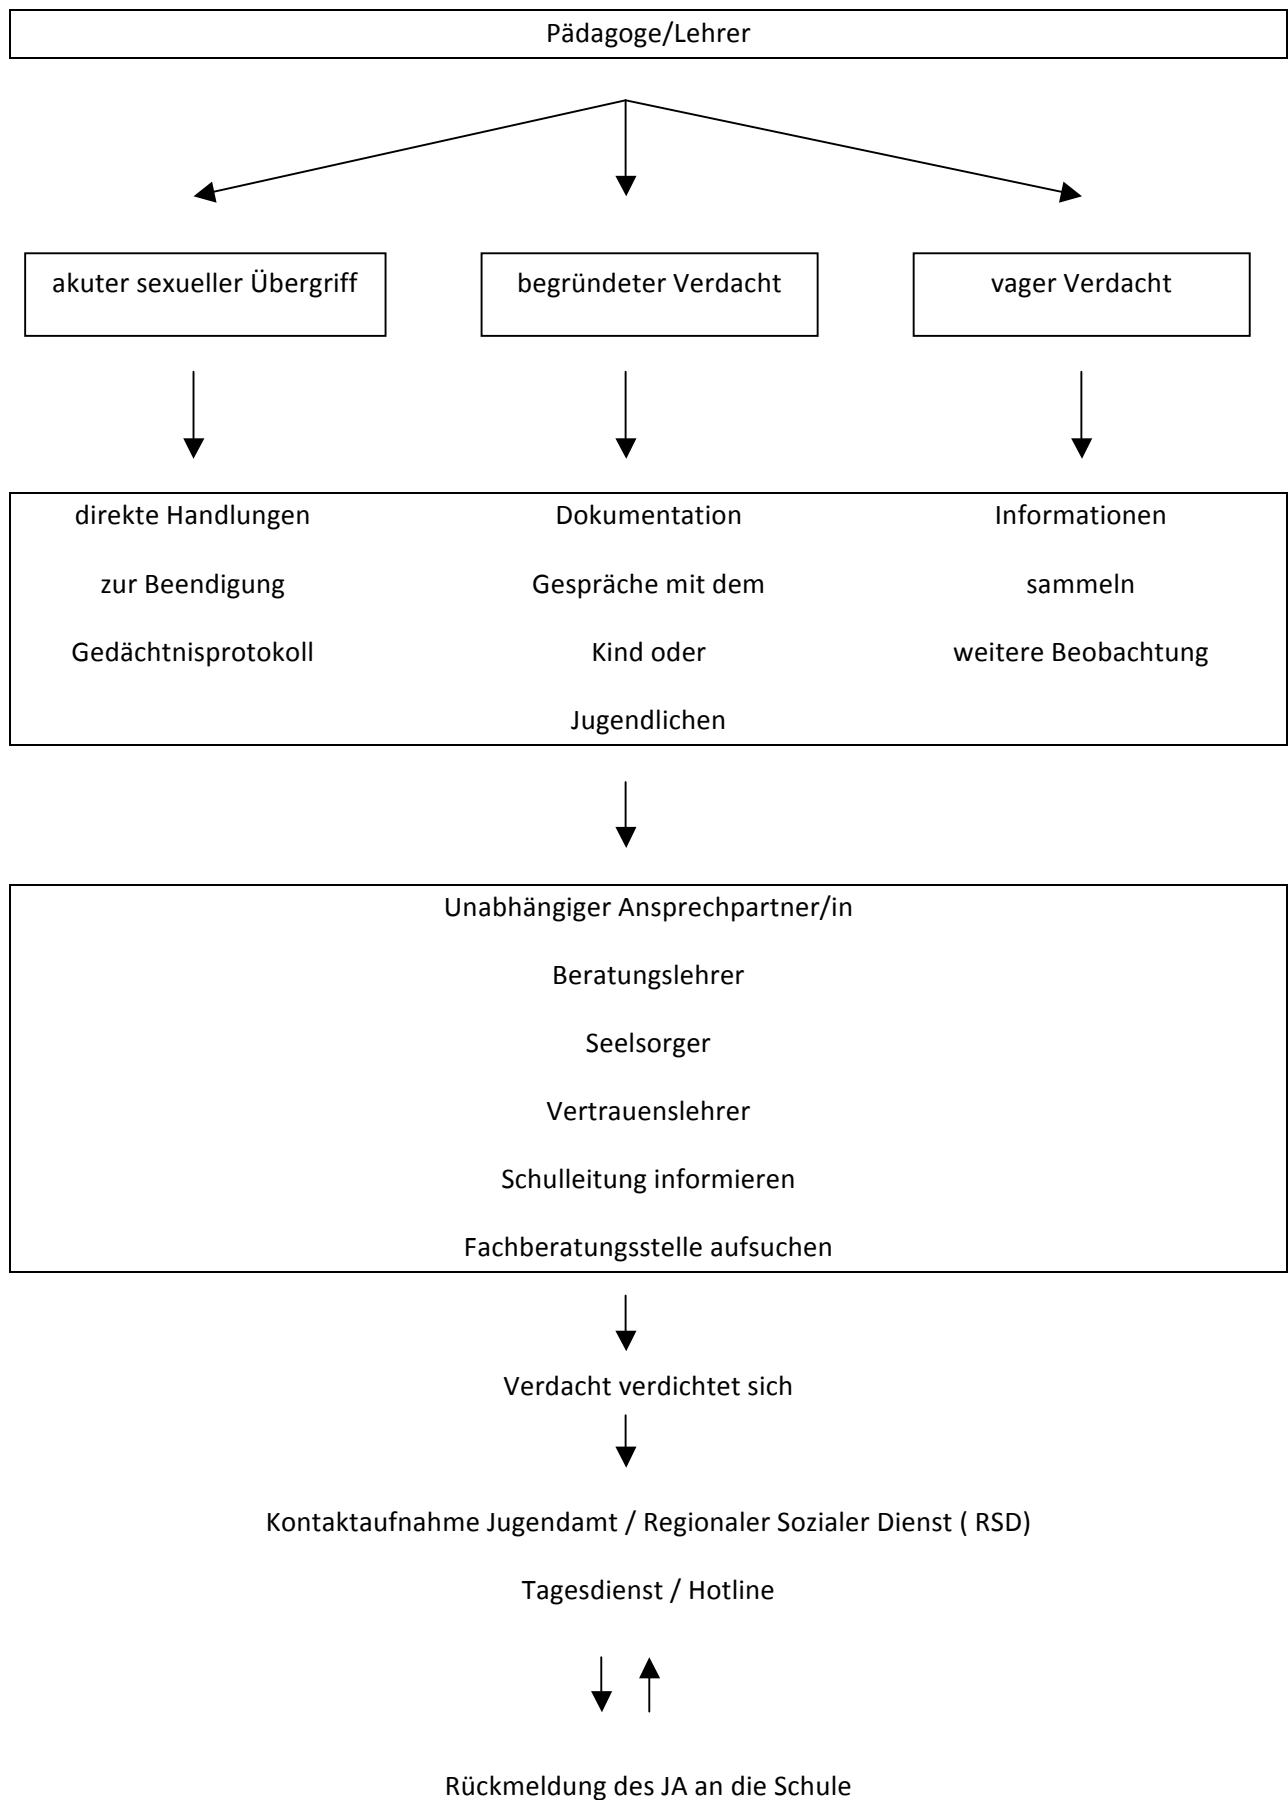 Pädagoge/Lehrer
akuter sexueller Übergriff
begründeter Verdacht
vager Verdacht
direkte Handlungen
zur Beendigung
Gedächtnisprotokoll
Dokumentation
Gespräche mit dem
Kind oder
Jugendlichen
Informationen
sammeln
weitere Beobachtung
Unabhängiger Ansprechpartner/in
Beratungslehrer
Seelsorger
Vertrauenslehrer
Schulleitung informieren
Fachberatungsstelle aufsuchen
Verdacht verdichtet sich
Kontaktaufnahme Jugendamt / Regionaler Sozialer Dienst ( RSD)
Tagesdienst / Hotline
Rückmeldung des JA an die Schule